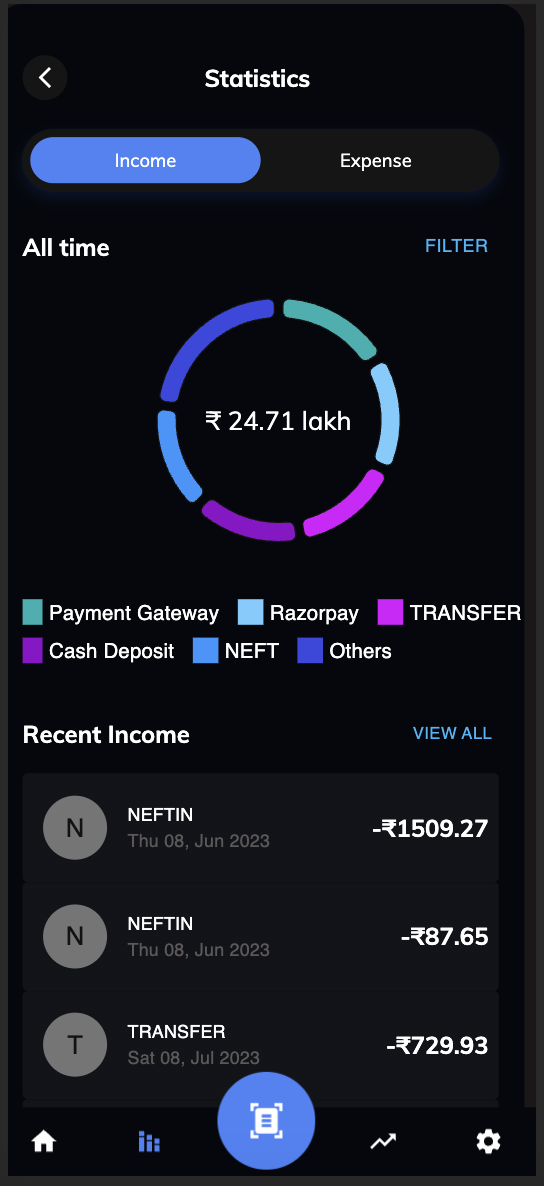 Statistics
Income Expense
All time FILTER
₹ 24.71 lakh
Payment Gateway Razorpay TRANSFER
Cash Deposit NEFT Others
Recent Income VIEW ALL
N NEFTIN -₹1509.27
Thu 08, Jun 2023
N NEFTIN -₹87.65
Thu 08, Jun 2023
T TRANSFER -₹729.93
Sat 08, Jul 2023